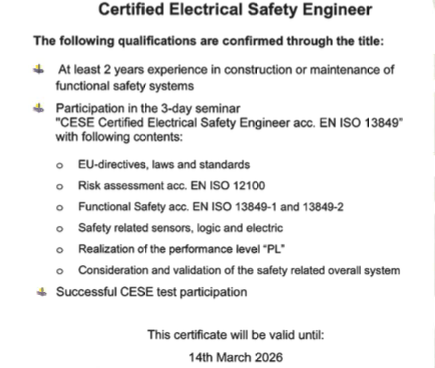 Certified Electrical Safety Engineer
The following qualifications are confirmed through the title:
At least 2 years experience in construction or maintenance of
functional safety systems
Participation in the 3-day seminar
"CESE Certified Electrical Safety Engineer acc. EN ISO 13849"
with following contents:
o EU-directives, laws and standards
o Risk assessment acc. EN ISO 12100
o Functional Safety acc. EN ISO 13849-1 and 13849-2
o Safety related sensors, logic and electric
o Realization of the performance level "PL"
o Consideration and validation of the safety related overall system
Successful CESE test participation
This certificate will be valid until:
14th March 2026